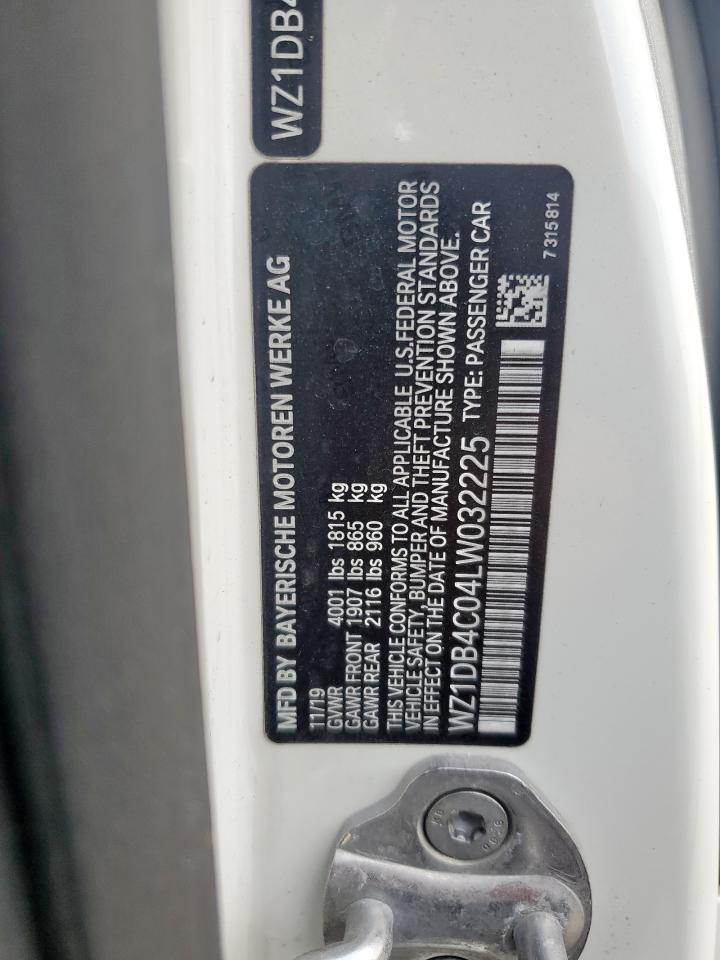 WZ1DB4
MFD BY BAYERISCHE MOTOREN WERKE AG
11/19
GVWR 4001 lbs 1815 kg
GAWR FRONT 1907 lbs 865 kg
GAWR REAR 2116 lbs 960 kg
THIS VEHICLE CONFORMS TO ALL APPLICABLE U.S.FEDERAL MOTOR
VEHICLE SAFETY, BUMPER AND THEFT PREVENTION STANDARDS
IN EFFECT ON THE DATE OF MANUFACTURE SHOWN ABOVE.
WZ1DB4C04LW032225 TYPE: PASSENGER CAR
7315814